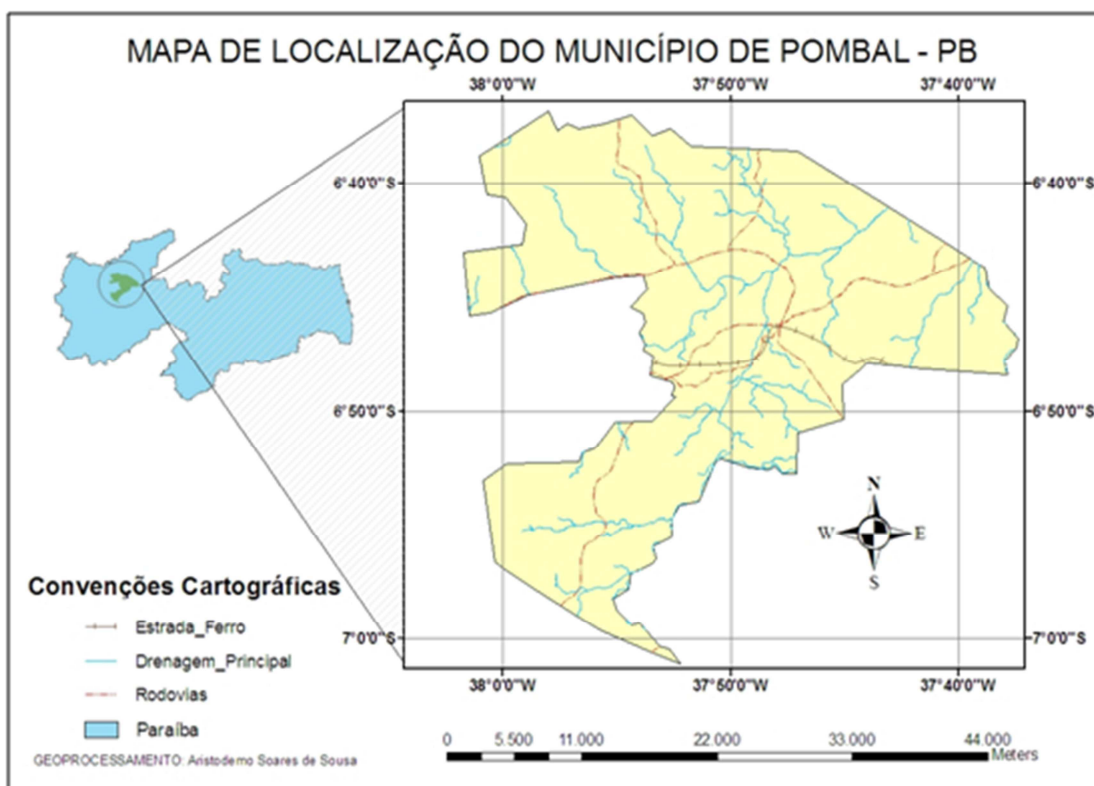 MAPA DE LOCALIZAÇÃO DO MUNICÍPIO DE POMBAL - PB
38°0'0"W 37°50'0"W 37°40'0"W
6°40'0"S 6°40'0"S
6°50'0"S 6°50'0"S
N
W E
S
Convenções Cartográficas
Estrada_Ferro
Drenagem_Principal
Rodovias
Paraíba
7°0'0"S 7°0'0"S
38°0'0"W 37°50'0"W 37°40'0"W
0 5.500 11.000 22.000 33.000 44.000
Meters
GEOPROCESSAMENTO: Aristodemo Soares de Sousa